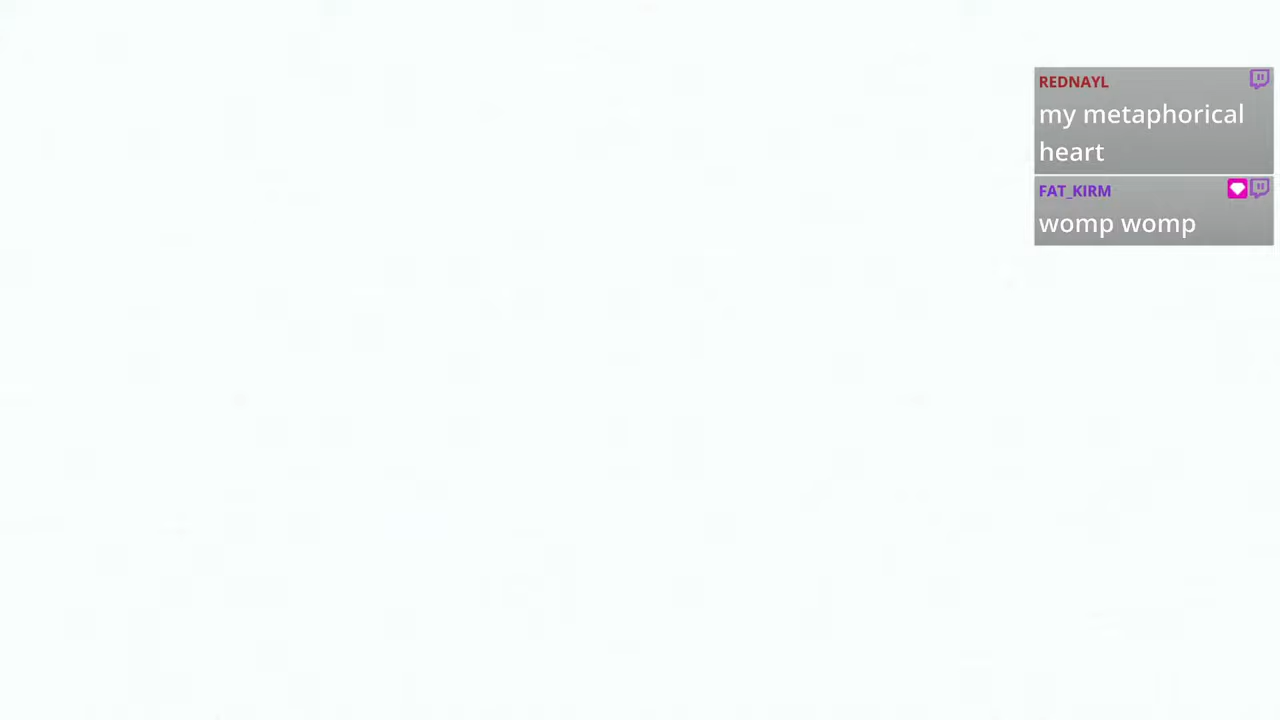 REDNAYL
my metaphorical
heart
FAT_KIRM
womp womp